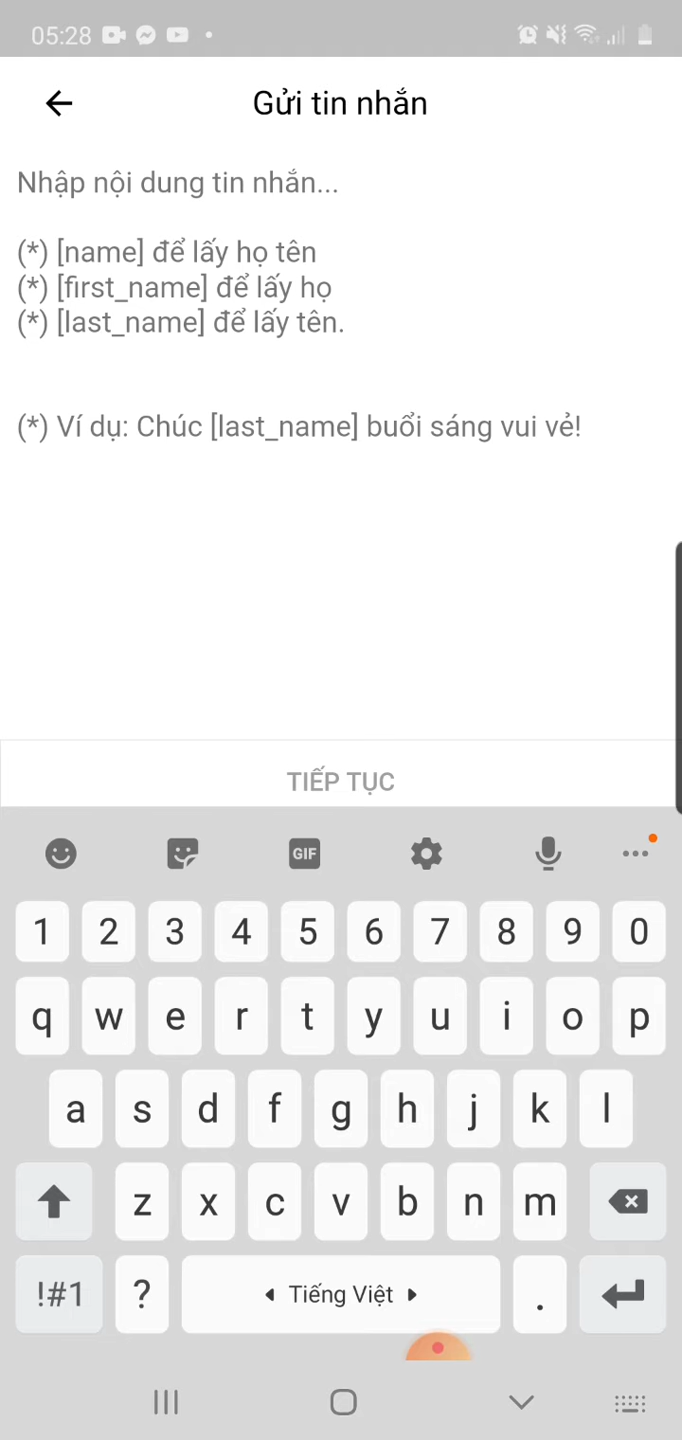 05:28
Gửi tin nhắn
Nhập nội dung tin nhắn...
(*) [name] để lấy họ tên
(*) [first_name] để lấy họ
(*) [last_name] để lấy tên.
(*) Ví dụ: Chúc [last_name] buổi sáng vui vẻ!
TIẾP TỤC
GIF
1 2 3 4 5 6 7 8 9 0
q w e r t y u i o p
a s d f g h j k l
z x c v b n m
!#1 ? Tiếng Việt .